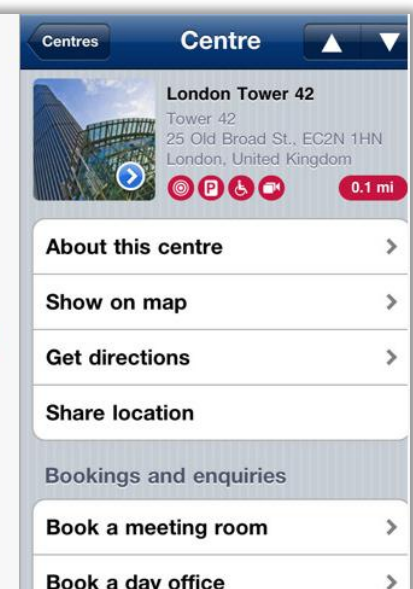 Centres
Centre
London Tower 42
Tower 42
25 Old Broad St., EC2N 1HN
London, United Kingdom
P
0.1 mi
About this centre
Show on map
Get directions
Share location
Bookings and enquiries
Book a meeting room
Book a day office